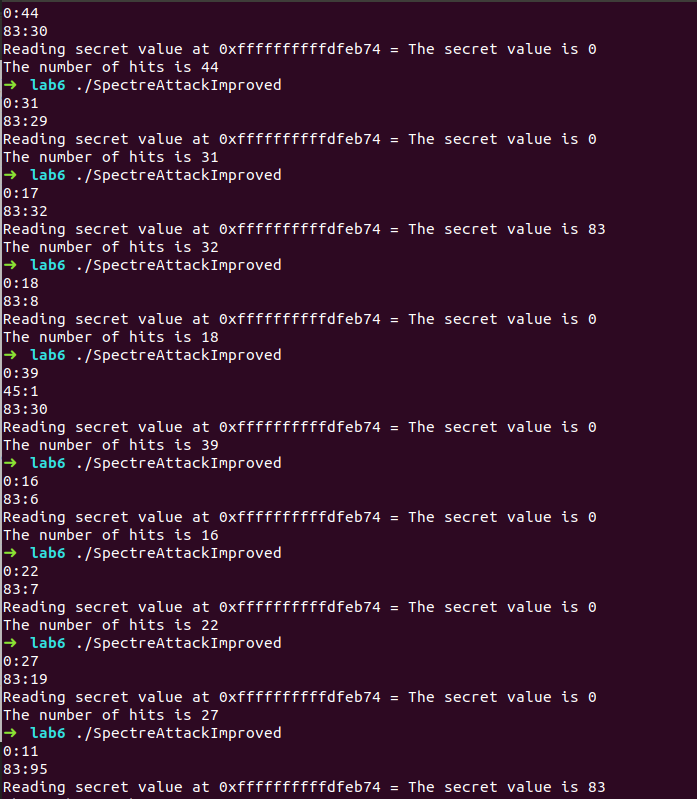 0:44
83:30
Reading secret value at 0xffffffffffdfeb74 = The secret value is 0
The number of hits is 44
➜ lab6 ./SpectreAttackImproved
0:31
83:29
Reading secret value at 0xffffffffffdfeb74 = The secret value is 0
The number of hits is 31
➜ lab6 ./SpectreAttackImproved
0:17
83:32
Reading secret value at 0xffffffffffdfeb74 = The secret value is 83
The number of hits is 32
➜ lab6 ./SpectreAttackImproved
0:18
83:8
Reading secret value at 0xffffffffffdfeb74 = The secret value is 0
The number of hits is 18
➜ lab6 ./SpectreAttackImproved
0:39
45:1
83:30
Reading secret value at 0xffffffffffdfeb74 = The secret value is 0
The number of hits is 39
➜ lab6 ./SpectreAttackImproved
0:16
83:6
Reading secret value at 0xffffffffffdfeb74 = The secret value is 0
The number of hits is 16
➜ lab6 ./SpectreAttackImproved
0:22
83:7
Reading secret value at 0xffffffffffdfeb74 = The secret value is 0
The number of hits is 22
➜ lab6 ./SpectreAttackImproved
0:27
83:19
Reading secret value at 0xffffffffffdfeb74 = The secret value is 0
The number of hits is 27
➜ lab6 ./SpectreAttackImproved
0:11
83:95
Reading secret value at 0xffffffffffdfeb74 = The secret value is 83